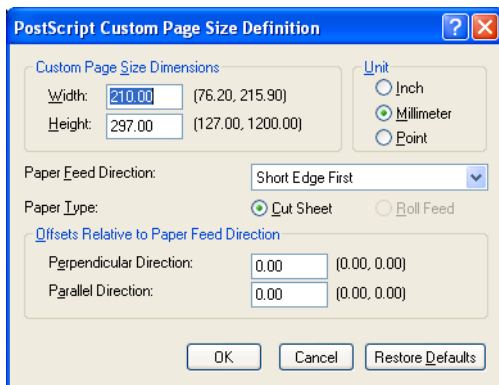 PostScript Custom Page Size Definition
Custom Page Size Dimensions
Width: 210.00 (76.20, 215.90)
Height: 297.00 (127.00, 1200.00)
Unit
Inch
Millimeter
Point
Paper Feed Direction: Short Edge First
Paper Type: Cut Sheet Roll Feed
Offsets Relative to Paper Feed Direction
Perpendicular Direction: 0.00 (0.00, 0.00)
Parallel Direction: 0.00 (0.00, 0.00)
OK Cancel Restore Defaults